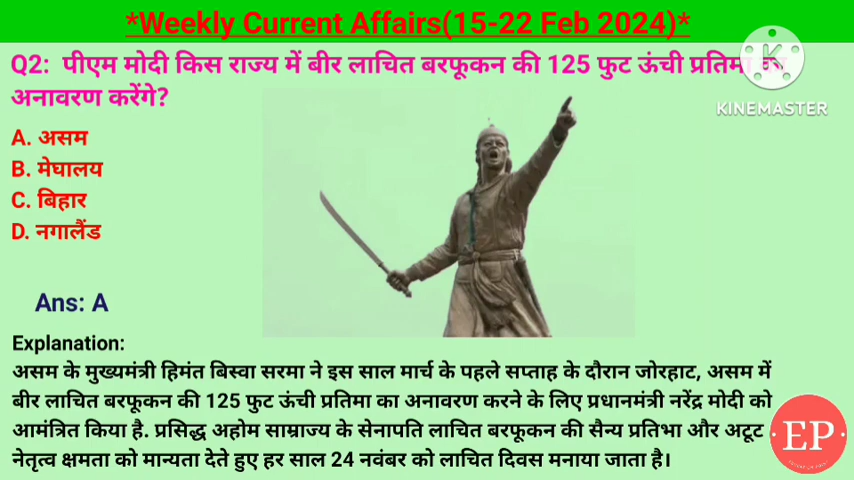 *Weekly Current Affairs(15-22 Feb 2024)*
Q2: पीएम मोदी किस राज्य में बीर लाचित बरफूकन की 125 फुट ऊंची प्रतिमा का
अनावरण करेंगे?
KINEMASTER
A. असम
B. मेघालय
C. बिहार
D. नगालैंड
Ans: A
Explanation:
असम के मुख्यमंत्री हिमंत बिस्वा सरमा ने इस साल मार्च के पहले सप्ताह के दौरान जोरहाट, असम में
बीर लाचित बरफूकन की 125 फुट ऊंची प्रतिमा का अनावरण करने के लिए प्रधानमंत्री नरेंद्र मोदी को
आमंत्रित किया है. प्रसिद्ध अहोम साम्राज्य के सेनापति लाचित बरफूकन की सैन्य प्रतिभा और अटूट
नेतृत्व क्षमता को मान्यता देते हुए हर साल 24 नवंबर को लाचित दिवस मनाया जाता है।
EP